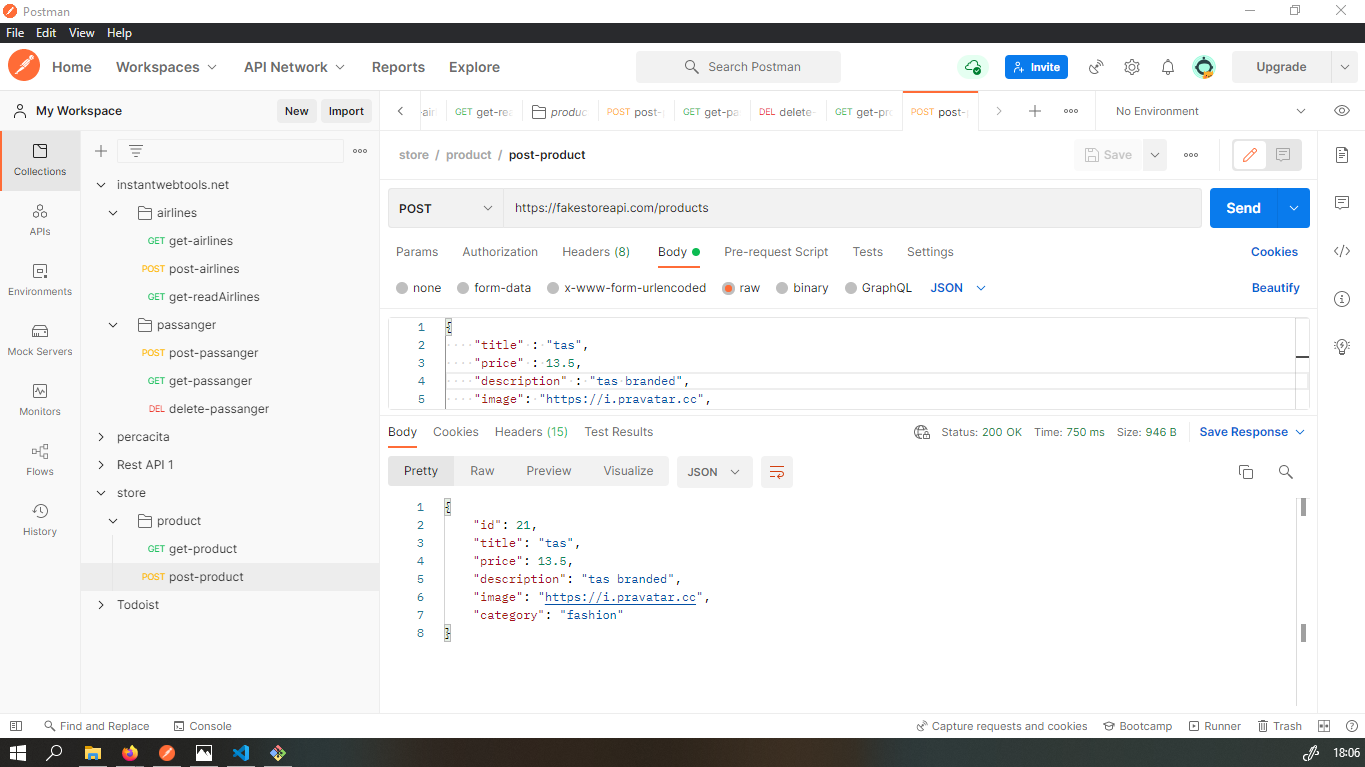 Postman
File Edit View Help
Home Workspaces API Network Reports Explore Search Postman Invite Upgrade
My Workspace New Import
GET get-rea produc POST post- GET get-pa DEL delete- GET get-pro POST post-p No Environment
store / product / post-product Save
POST https://fakestoreapi.com/products Send
Params Authorization Headers (8) Body Pre-request Script Tests Settings Cookies
none form-data x-www-form-urlencoded raw binary GraphQL JSON Beautify
1 {
2 "title" : "tas",
3 "price" : 13.5,
4 "description" : "tas branded",
5 "image": "https://i.pravatar.cc",
Body Cookies Headers (15) Test Results Status: 200 OK Time: 750 ms Size: 946 B Save Response
Pretty Raw Preview Visualize JSON
1 {
2 "id": 21,
3 "title": "tas",
4 "price": 13.5,
5 "description": "tas branded",
6 "image": "https://i.pravatar.cc",
7 "category": "fashion"
8 }
Collections
APIs
Environments
Mock Servers
Monitors
Flows
History
instantwebtools.net
airlines
GET get-airlines
POST post-airlines
GET get-readAirlines
passanger
POST post-passanger
GET get-passanger
DEL delete-passanger
percacita
Rest API 1
store
product
GET get-product
POST post-product
Todoist
Find and Replace Console Capture requests and cookies Bootcamp Runner Trash
18:06